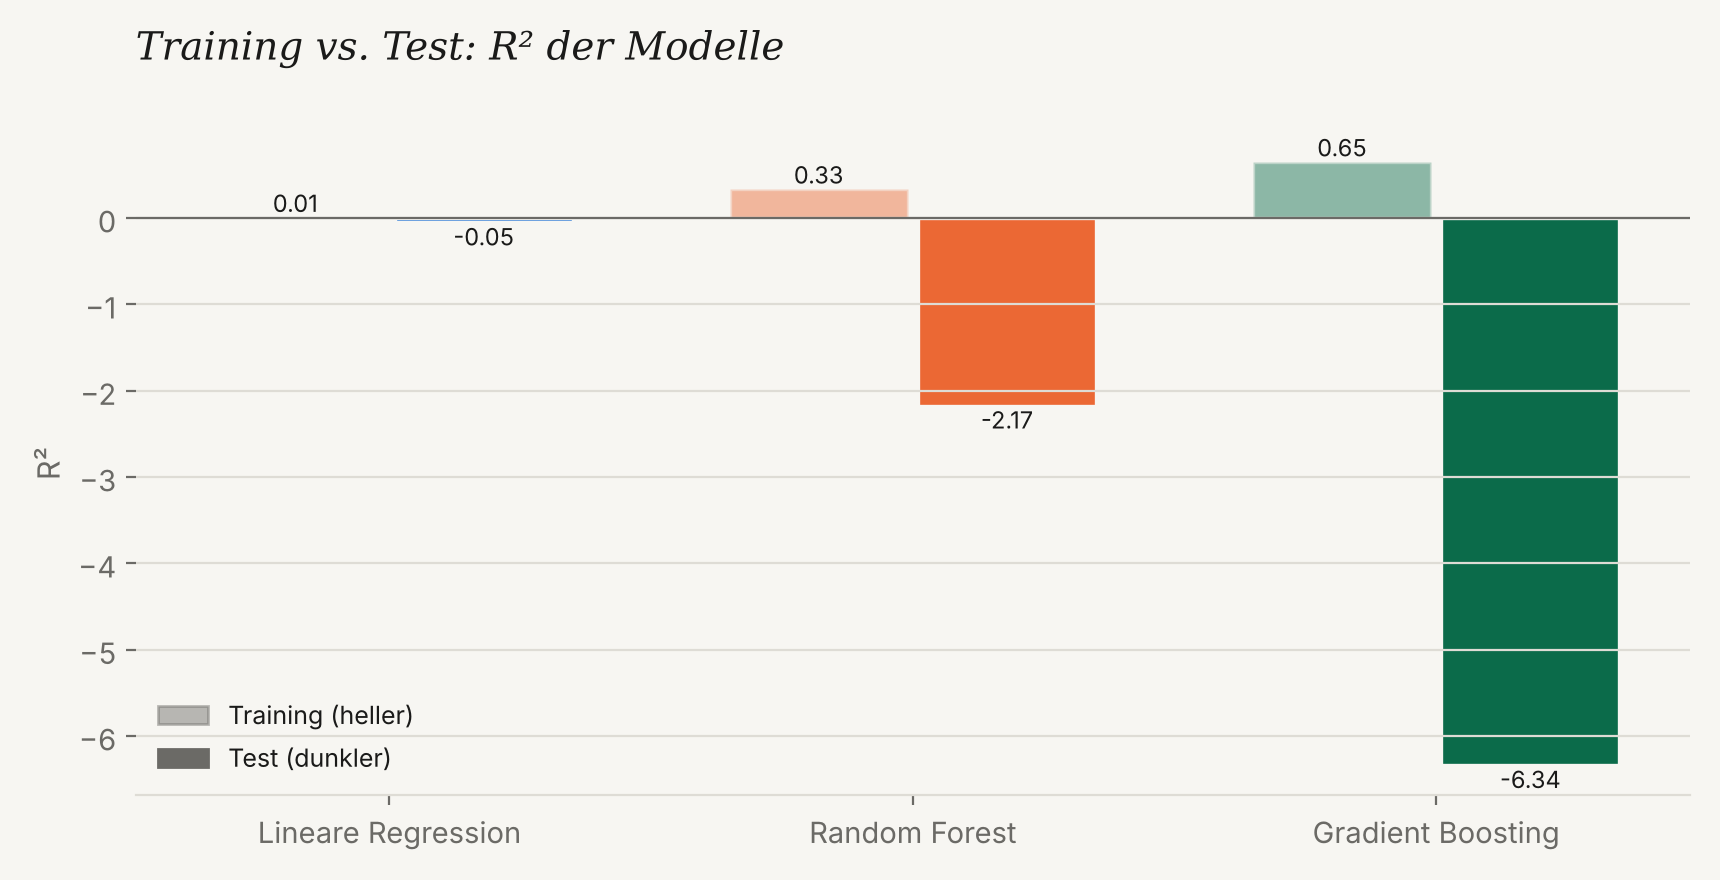 Training vs. Test: R² der Modelle
0.01
-0.05
0.33
-2.17
0.65
-6.34
R²
0
−1
−2
−3
−4
−5
−6
Training (heller)
Test (dunkler)
Lineare Regression
Random Forest
Gradient Boosting